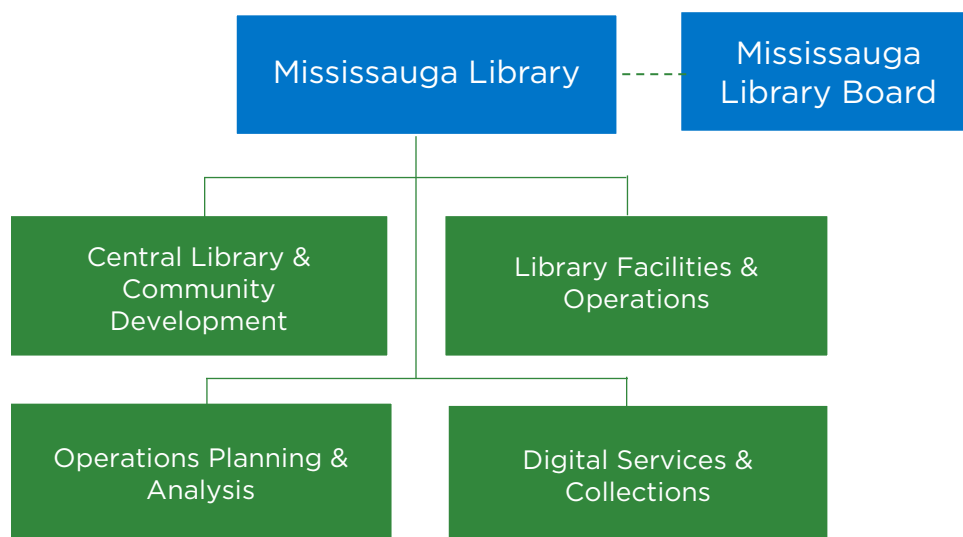 Mississauga Library
Mississauga
Library Board
Central Library &
Community
Development
Library Facilities &
Operations
Operations Planning &
Analysis
Digital Services &
Collections